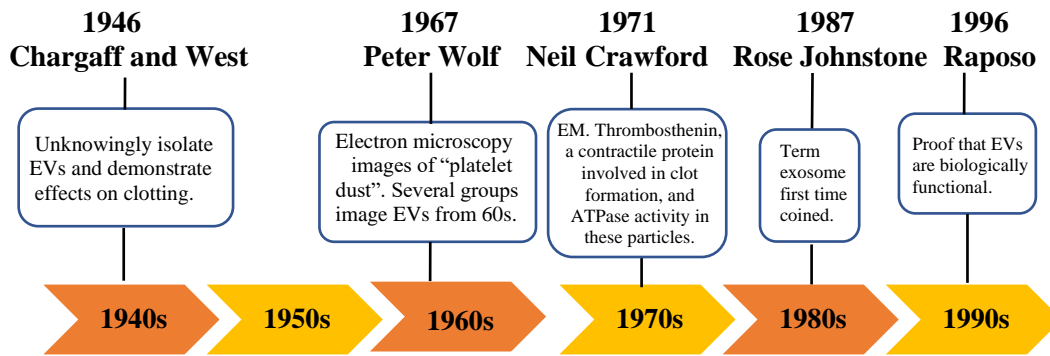 1946
Chargaff and West
Unknowingly isolate
EVs and demonstrate
effects on clotting.
1967
Peter Wolf
Electron microscopy
images of “platelet
dust”. Several groups
image EVs from 60s.
1971
Neil Crawford
EM. Thrombosthenin,
a contractile protein
involved in clot
formation, and
ATPase activity in
these particles.
1987
Rose Johnstone
Term
exosome
first time
coined.
1996
Raposo
Proof that EVs
are biologically
functional.
1940s
1950s
1960s
1970s
1980s
1990s